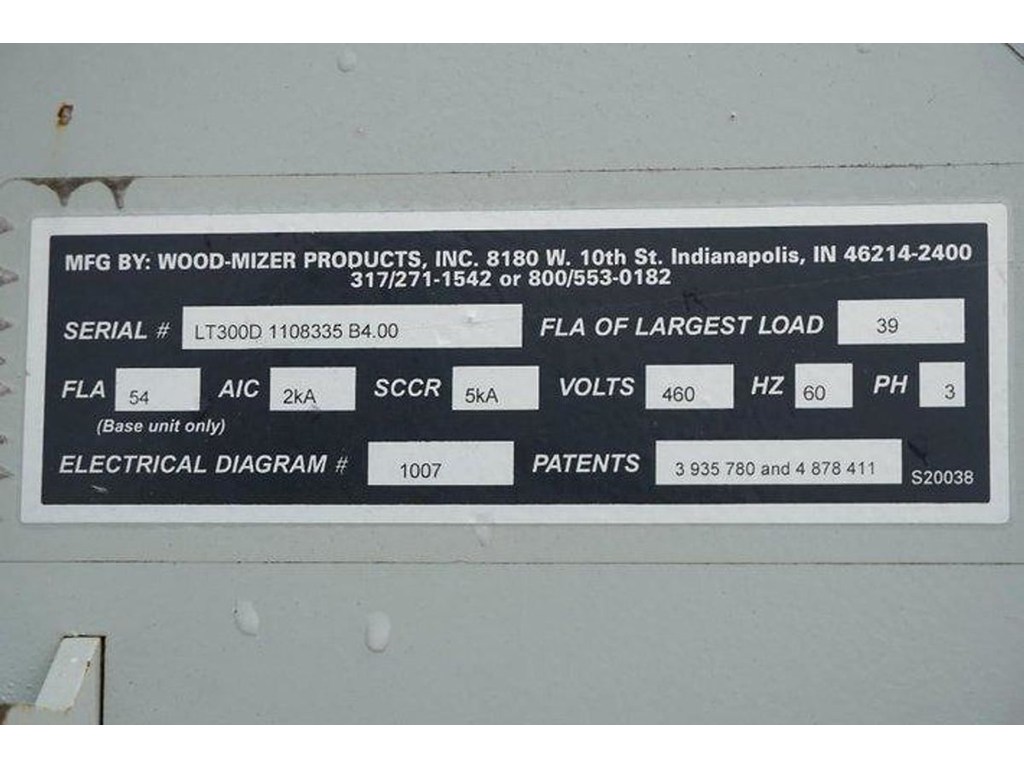 MFG BY: WOOD-MIZER PRODUCTS, INC. 8180 W. 10th St. Indianapolis, IN 46214-2400
317/271-1542 or 800/553-0182
SERIAL # LT300D 1108335 B4.00 FLA OF LARGEST LOAD 39
FLA 54 AIC 2kA SCCR 5kA VOLTS 460 HZ 60 PH 3
(Base unit only)
ELECTRICAL DIAGRAM # 1007 PATENTS 3 935 780 and 4 878 411 S20038